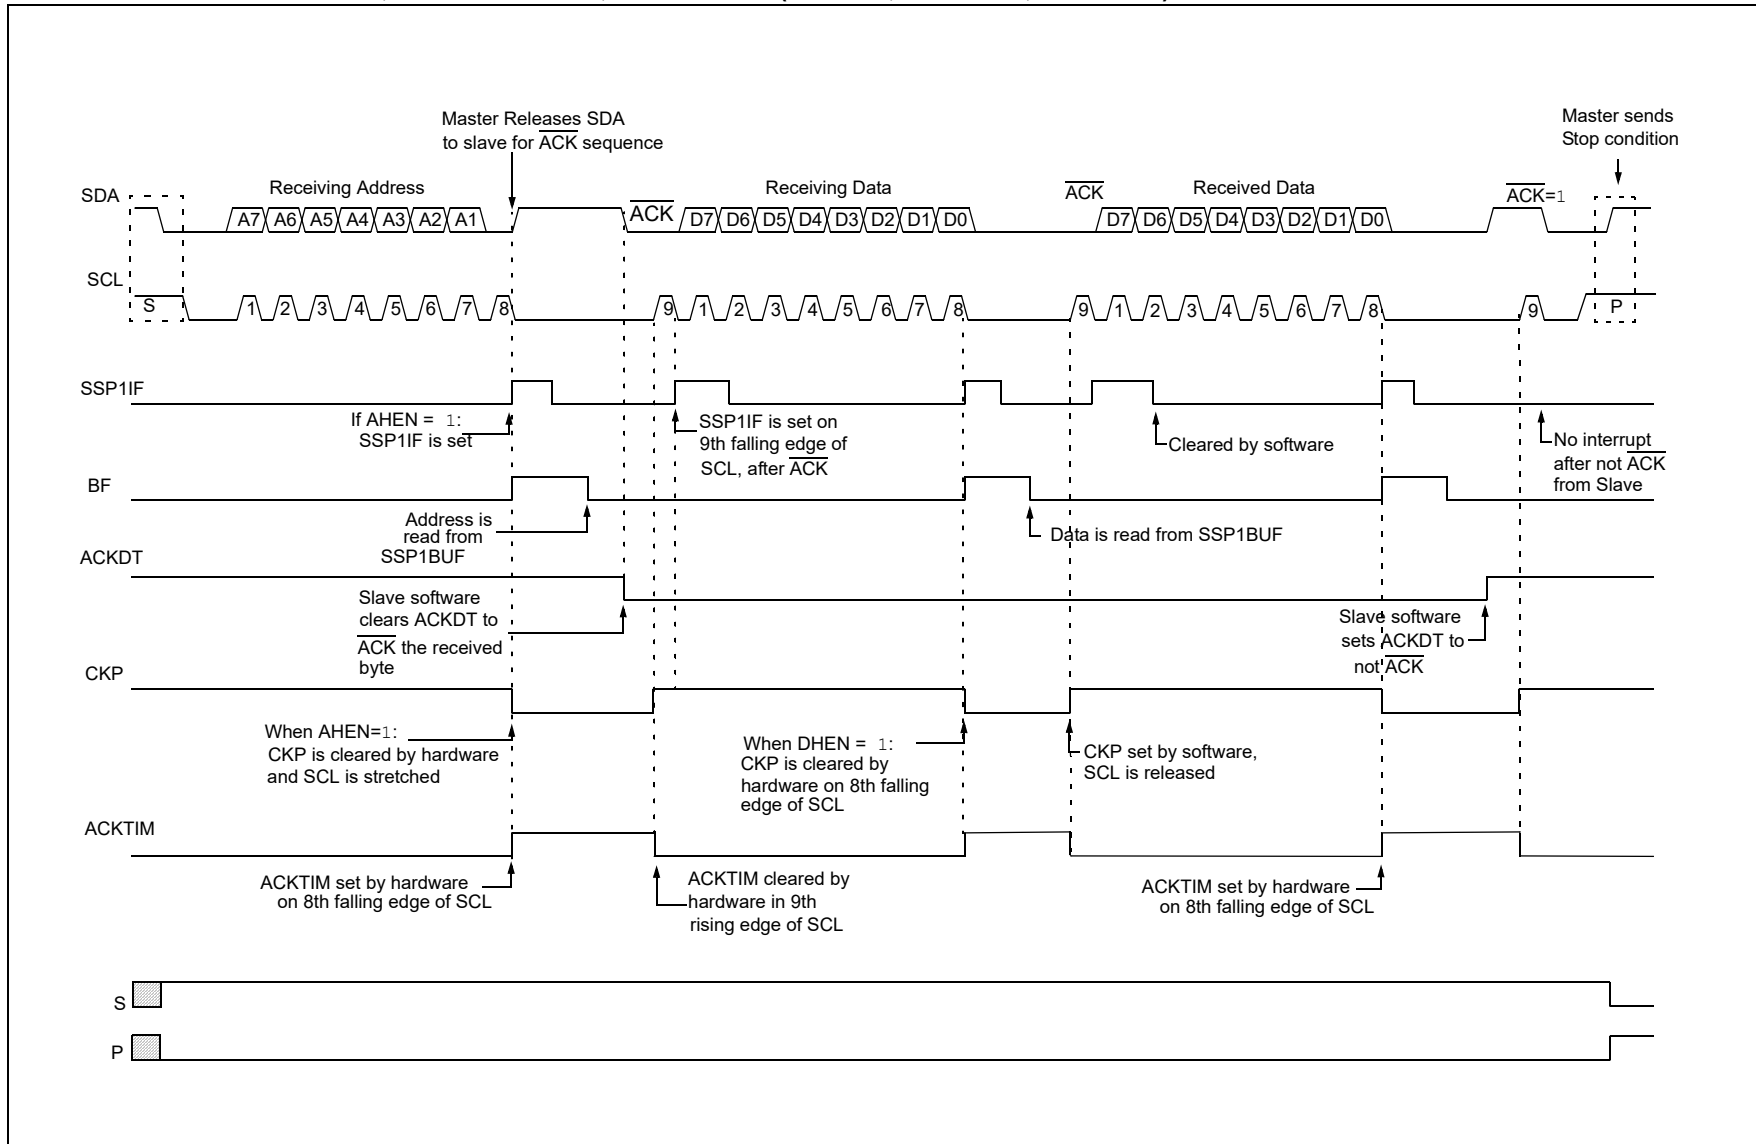 Master Releases SDA
to slave for ACK sequence
Master sends
Stop condition
SDA
Receiving Address
Receiving Data
ACK
Received Data
ACK=1
A7 A6 A5 A4 A3 A2 A1
ACK
D7 D6 D5 D4 D3 D2 D1 D0
D7 D6 D5 D4 D3 D2 D1 D0
SCL
S
1 2 3 4 5 6 7 8
9 1 2 3 4 5 6 7 8
9 1 2 3 4 5 6 7 8
9
P
SSP1IF
If AHEN = 1:
SSP1IF is set
SSP1IF is set on
9th falling edge of
SCL, after ACK
Cleared by software
No interrupt
after not ACK
from Slave
BF
Address is
read from
SSP1BUF
Data is read from SSP1BUF
ACKDT
Slave software
clears ACKDT to
ACK the received
byte
Slave software
sets ACKDT to
not ACK
CKP
When AHEN=1:
CKP is cleared by hardware
and SCL is stretched
When DHEN = 1:
CKP is cleared by
hardware on 8th falling
edge of SCL
CKP set by software,
SCL is released
ACKTIM
ACKTIM set by hardware
on 8th falling edge of SCL
ACKTIM cleared by
hardware in 9th
rising edge of SCL
ACKTIM set by hardware
on 8th falling edge of SCL
S
P